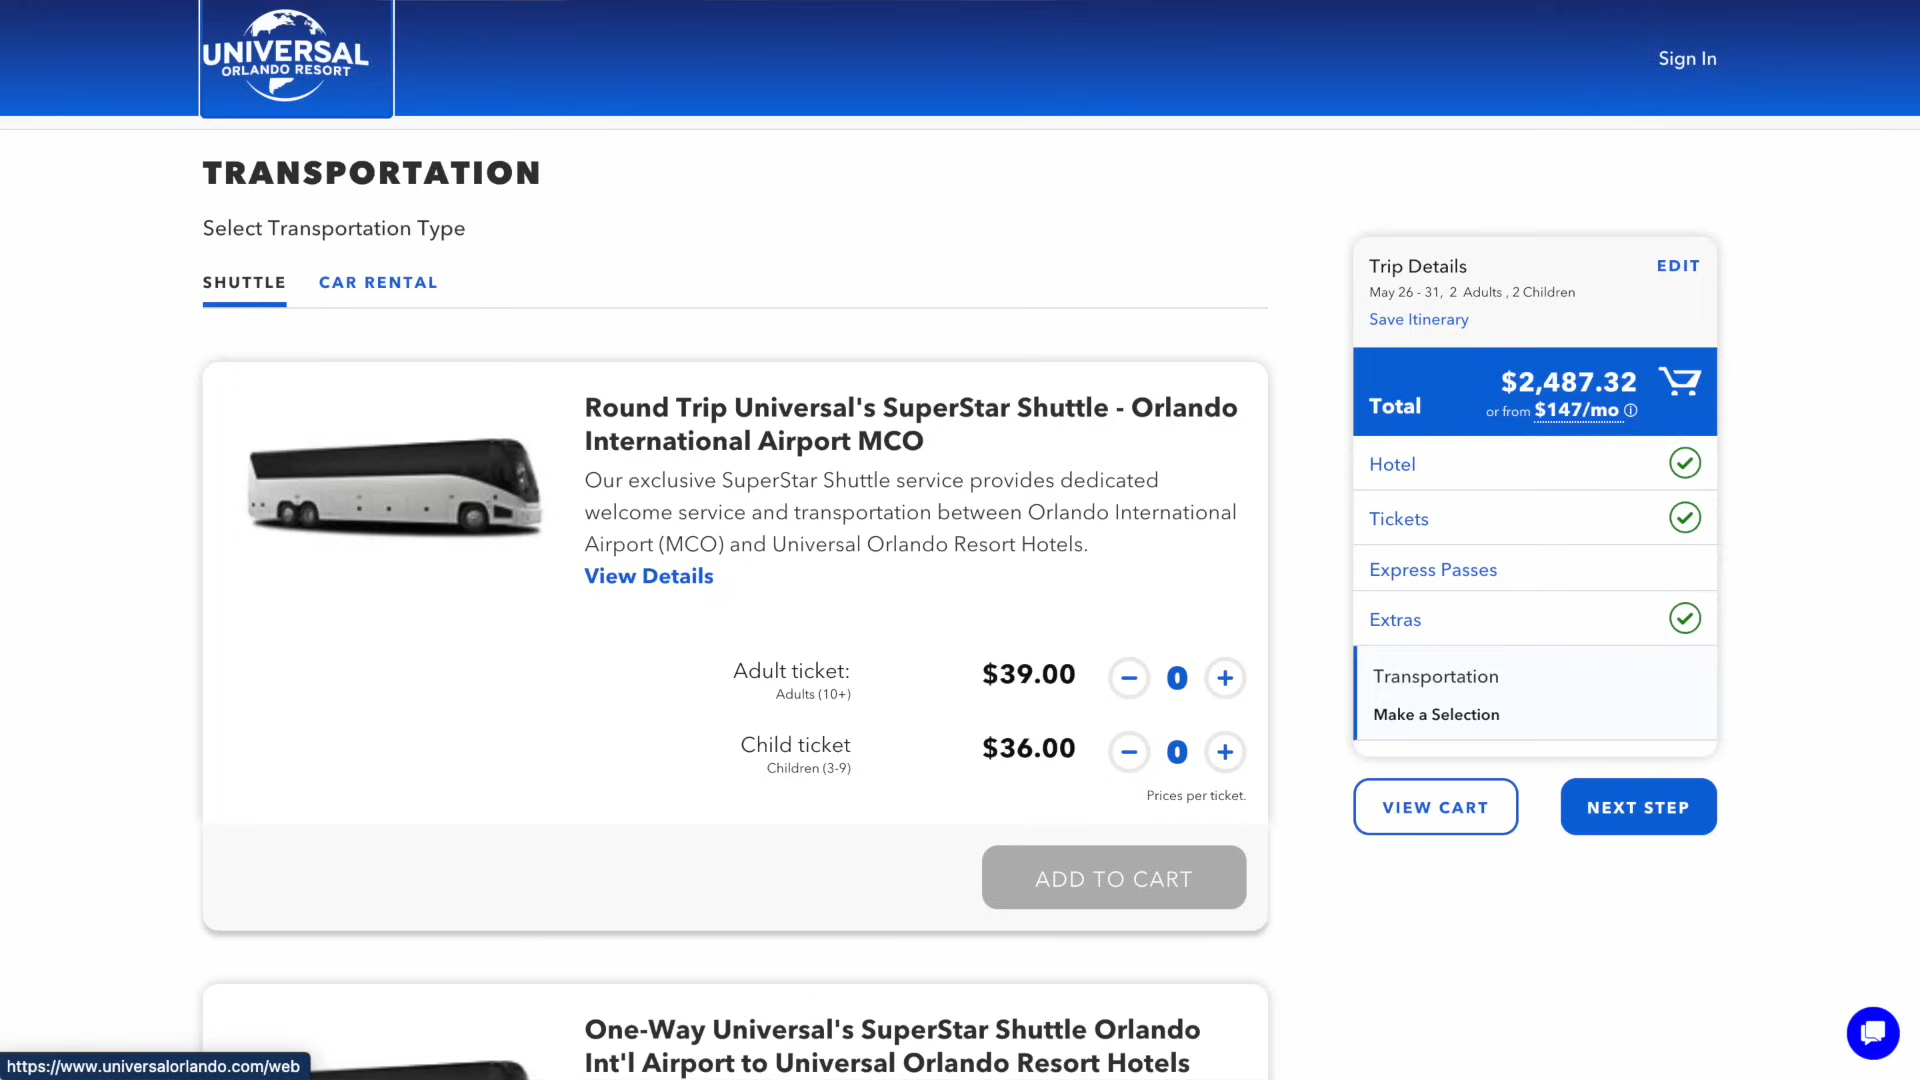 UNIVERSAL
ORLANDO RESORT
Sign In
TRANSPORTATION
Select Transportation Type
SHUTTLE
CAR RENTAL
Round Trip Universal's SuperStar Shuttle - Orlando
International Airport MCO
Our exclusive SuperStar Shuttle service provides dedicated
welcome service and transportation between Orlando International
Airport (MCO) and Universal Orlando Resort Hotels.
View Details
Adult ticket:
Adults (10+)
$39.00
0
Child ticket
Children (3-9)
$36.00
0
Prices per ticket.
ADD TO CART
One-Way Universal's SuperStar Shuttle Orlando
Int'l Airport to Universal Orlando Resort Hotels
Trip Details
EDIT
May 26 - 31, 2 Adults , 2 Children
Save Itinerary
Total
$2,487.32
or from $147/mo
Hotel
Tickets
Express Passes
Extras
Transportation
Make a Selection
VIEW CART
NEXT STEP
https://www.universalorlando.com/web